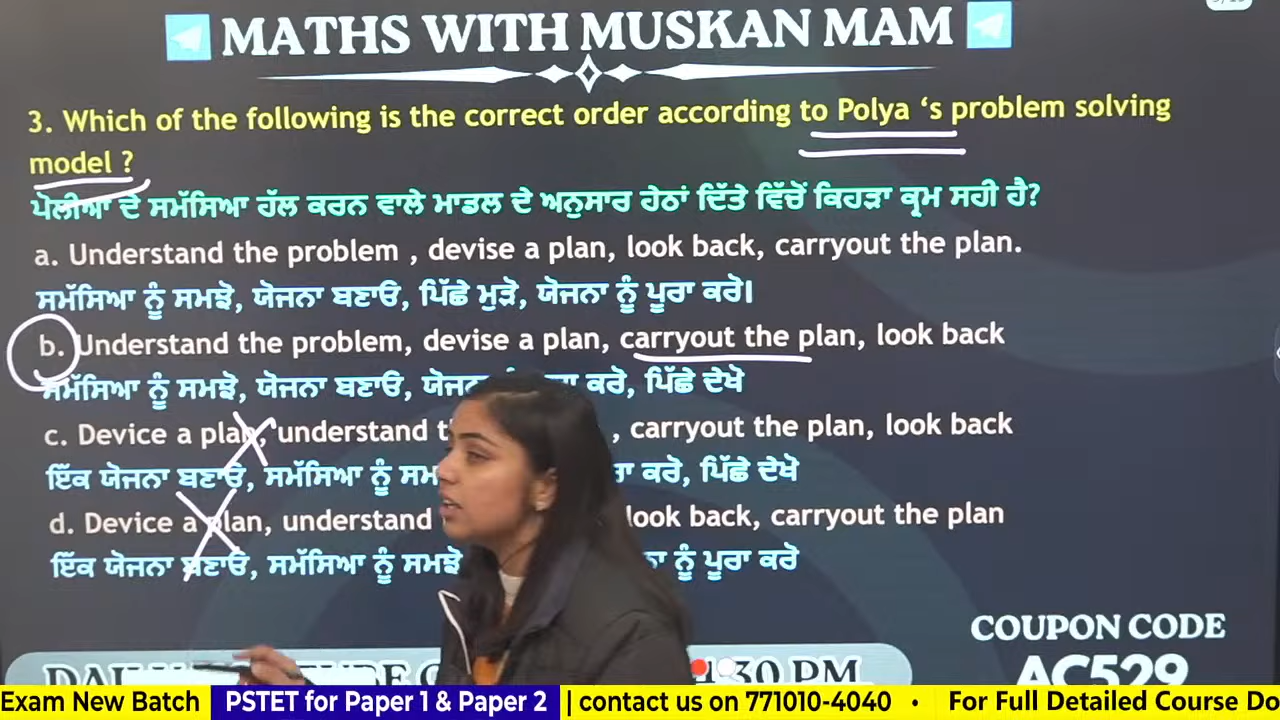 MATHS WITH MUSKAN MAM
3. Which of the following is the correct order according to Polya ‘s problem solving
model ?
ਪੋਲੀਆ ਦੇ ਸਮੱਸਿਆ ਹੱਲ ਕਰਨ ਵਾਲੇ ਮਾਡਲ ਦੇ ਅਨੁਸਾਰ ਹੇਠਾਂ ਦਿੱਤੇ ਵਿੱਚੋਂ ਕਿਹੜਾ ਕ੍ਰਮ ਸਹੀ ਹੈ?
a. Understand the problem , devise a plan, look back, carryout the plan.
ਸਮੱਸਿਆ ਨੂੰ ਸਮਝੋ, ਯੋਜਨਾ ਬਣਾਓ, ਪਿੱਛੇ ਮੁੜੋ, ਯੋਜਨਾ ਨੂੰ ਪੂਰਾ ਕਰੋ।
b. Understand the problem, devise a plan, carryout the plan, look back
ਸਮੱਸਿਆ ਨੂੰ ਸਮਝੋ, ਯੋਜਨਾ ਬਣਾਓ, ਕਰੋ, ਪਿੱਛੇ ਦੇਖੋ
c. Device a plan, understand , carryout the plan, look back
ਇੱਕ ਯੋਜਨਾ ਬਣਾਓ, ਸਮੱਸਿਆ ਨੂੰ ਕਰੋ, ਪਿੱਛੇ ਦੇਖੋ
d. Device a plan, understand look back, carryout the plan
ਇੱਕ ਯੋਜਨਾ ਬਣਾਓ, ਸਮੱਸਿਆ ਨੂੰ ਸਮਝੋ ਨੂੰ ਪੂਰਾ ਕਰੋ
COUPON CODE
AC529
:30 PM
Exam New Batch PSTET for Paper 1 & Paper 2 | contact us on 771010-4040 • For Full Detailed Course Do